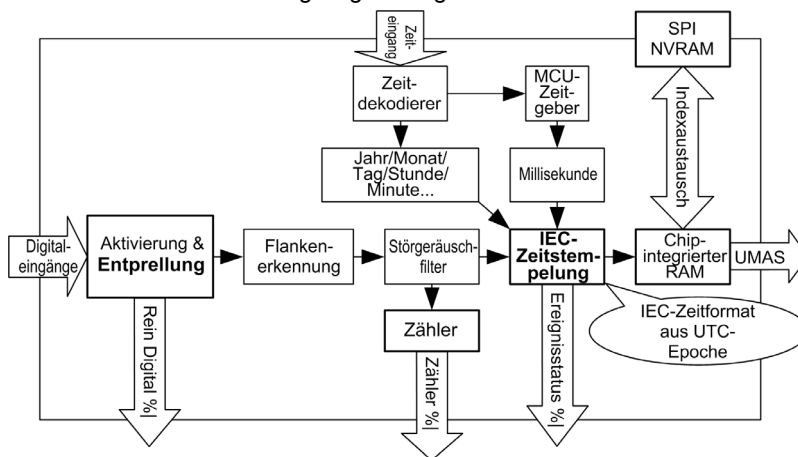 Zeit-
eingang
SPI
NVRAM
Zeit-
dekodierer
MCU-
Zeit-
geber
Indexaustausch
Jahr/Monat/
Tag/Stunde/
Minute...
Millisekunde
Digital-
eingänge
Aktivierung &
Entprellung
Flanken-
erkennung
Störgeräusch-
filter
IEC-
Zeitstem-
pelung
Chip-
integrierter
RAM
UMAS
Rein Digital %|
Zähler
Zähler %|
Ereignisstatus %|
IEC-Zeitformat
aus UTC-
Epoche